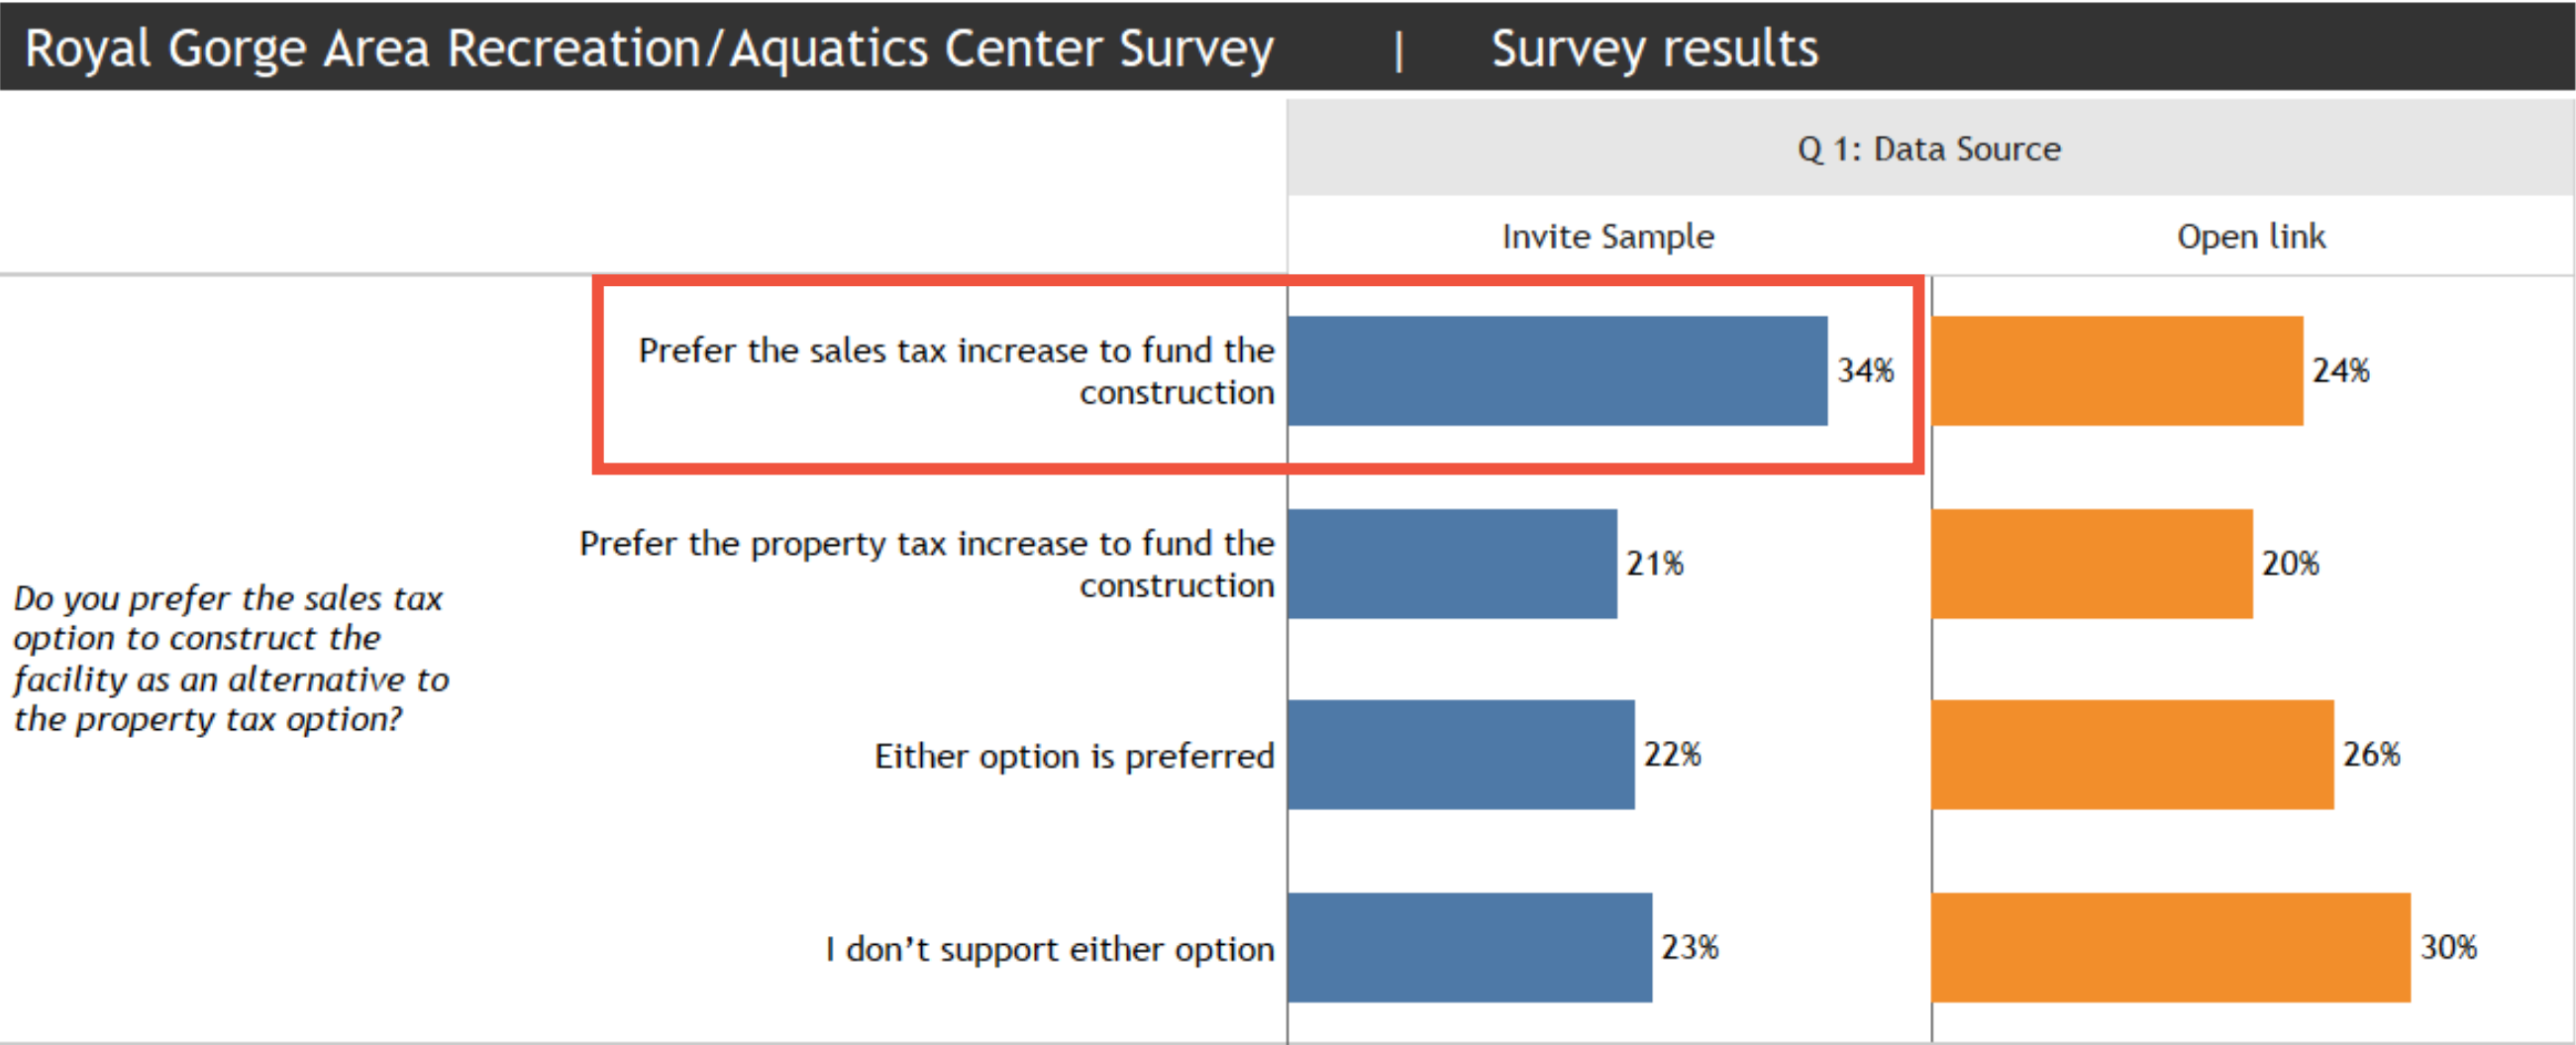 Royal Gorge Area Recreation/Aquatics Center Survey | Survey results
Q 1: Data Source
Invite Sample Open link
Do you prefer the sales tax
option to construct the
facility as an alternative to
the property tax option?
Prefer the sales tax increase to fund the
construction
34% 24%
Prefer the property tax increase to fund the
construction
21% 20%
Either option is preferred
22% 26%
I don’t support either option
23% 30%